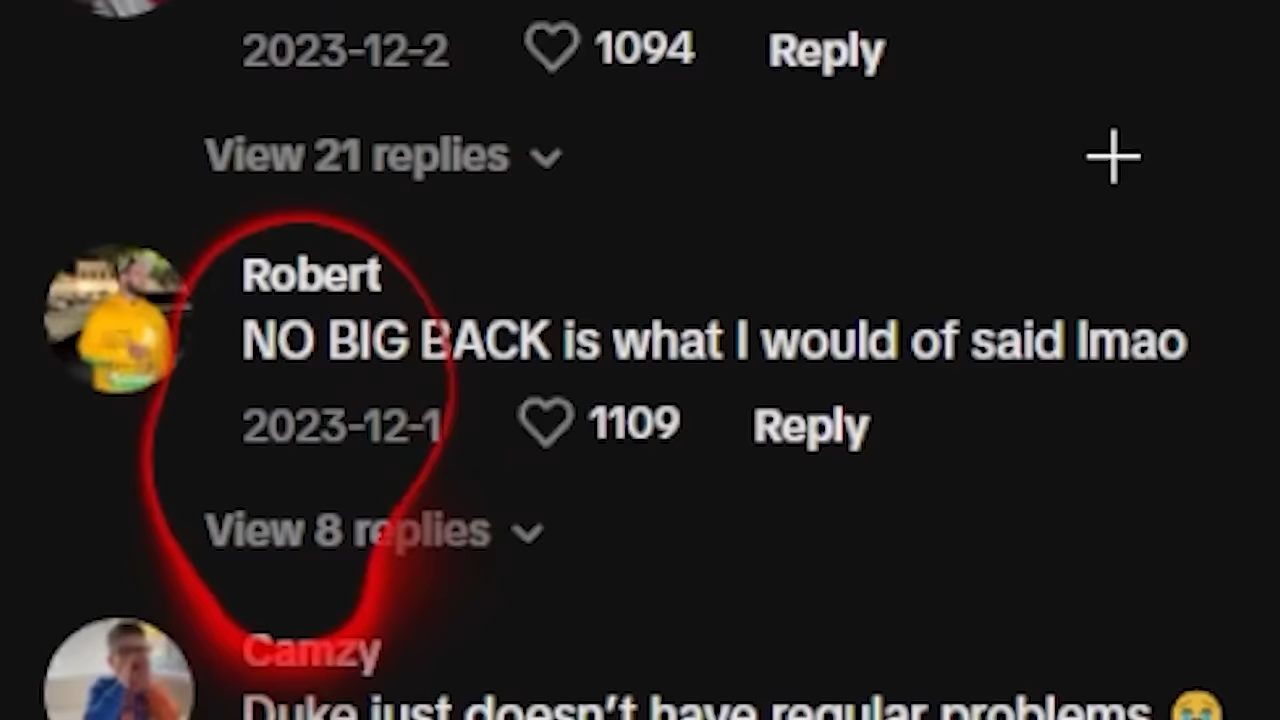 2023-12-2 1094 Reply
View 21 replies
Robert
NO BIG BACK is what I would of said lmao
2023-12-1 1109 Reply
View 8 replies
Camzy
Duke just doesn't have regular problems 🥹